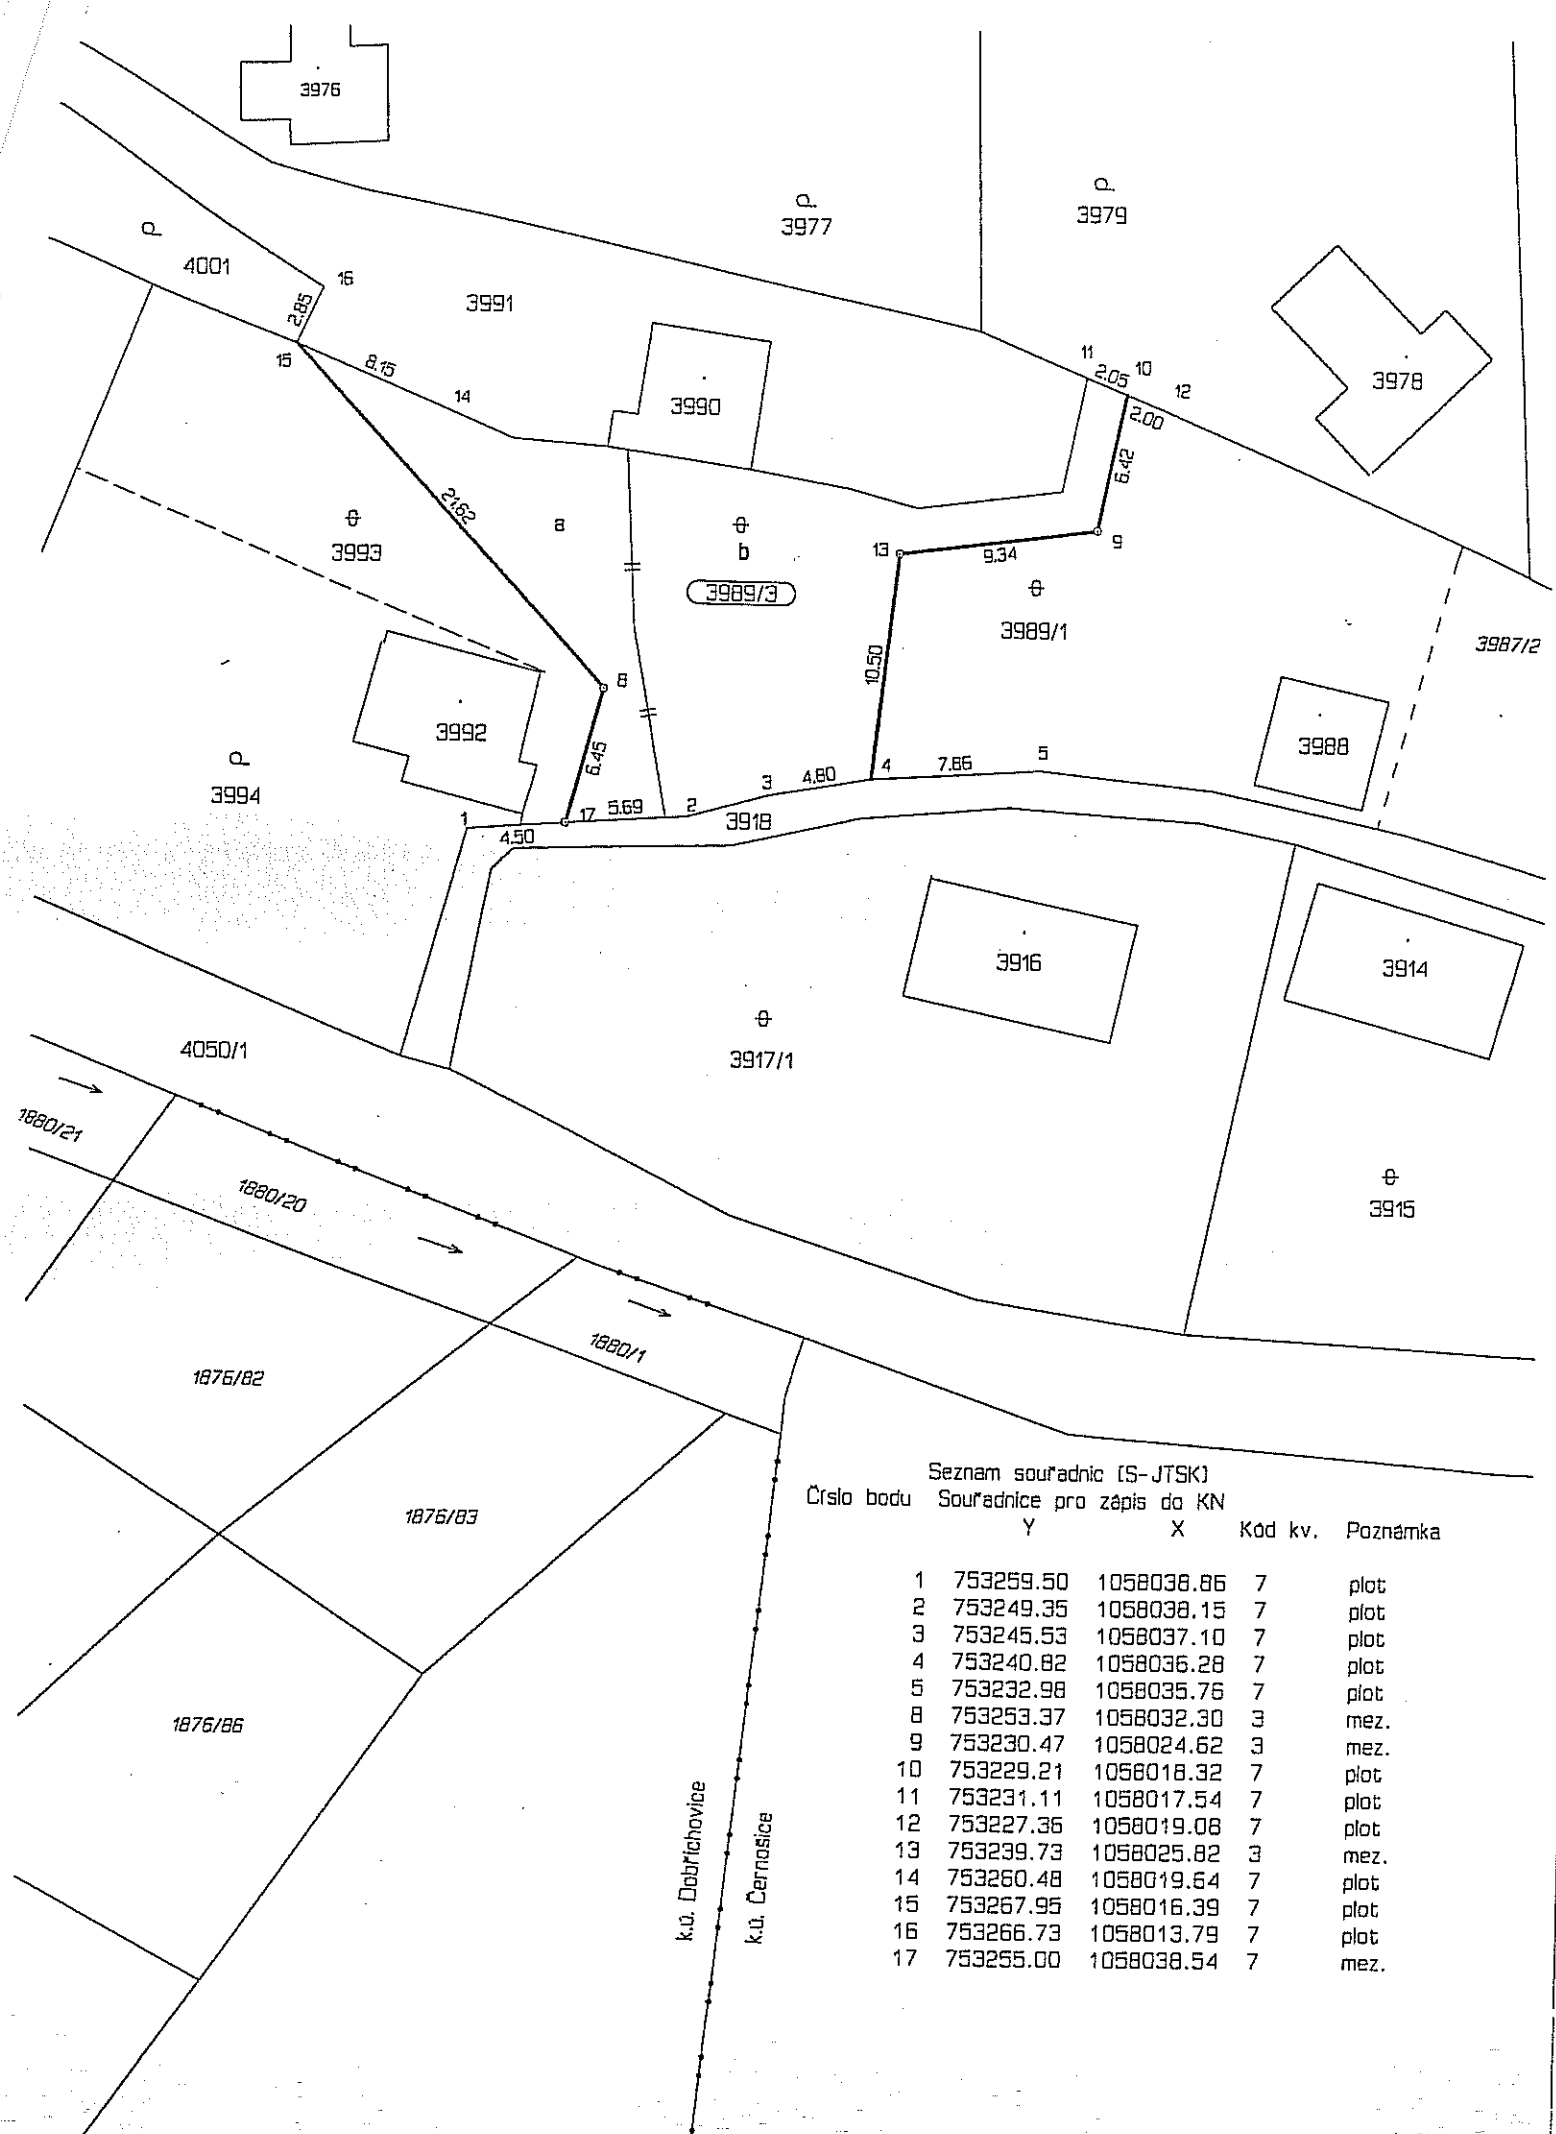 3976
3977
3979
4001
16
3991
2.85
15
8.15
14
3990
11
2.05
10
12
2.00
3978
6.42
21.62
a
b
3989/3
13
9.34
9
3993
3989/1
3987/2
10.50
8
3992
6.45
3988
3994
1
4.50
17
5.69
2
3
4.80
4
7.86
5
3918
3916
3914
3917/1
4050/1
1880/21
1880/20
3915
1880/1
1876/82
1876/83
1876/86
k.ú. Dobřichovice
k.ú. Černošice
Seznam souřadnic (S-JTSK)
Číslo bodu Souřadnice pro zápis do KN
Y X Kód kv. Poznámka
1 753259.50 1058038.86 7 plot
2 753249.35 1058038.15 7 plot
3 753245.53 1058037.10 7 plot
4 753240.82 1058036.28 7 plot
5 753232.98 1058035.76 7 plot
8 753253.37 1058032.30 3 mez.
9 753230.47 1058024.62 3 mez.
10 753229.21 1058018.32 7 plot
11 753231.11 1058017.54 7 plot
12 753227.36 1058019.08 7 plot
13 753239.73 1058025.82 3 mez.
14 753260.48 1058019.64 7 plot
15 753267.95 1058016.39 7 plot
16 753266.73 1058013.79 7 plot
17 753255.00 1058038.54 7 mez.